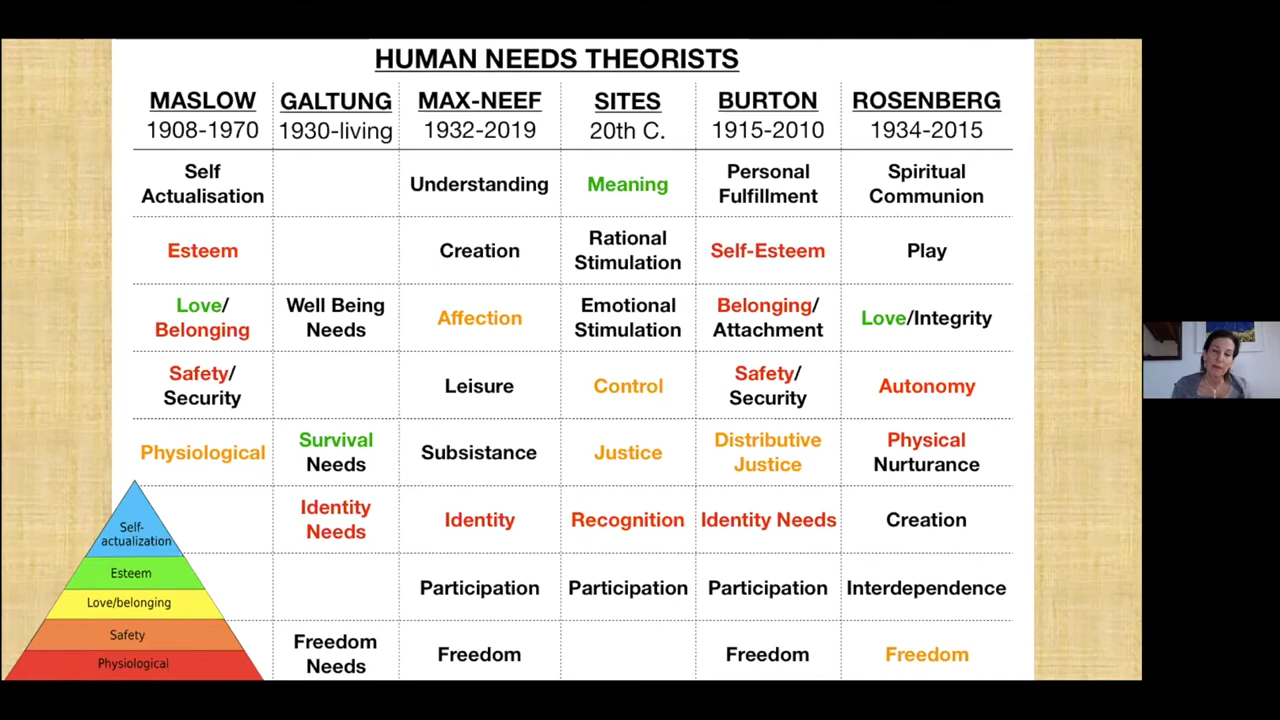 HUMAN NEEDS THEORISTS
MASLOW GALTUNG MAX-NEEF SITES BURTON ROSENBERG
1908-1970 1930-living 1932-2019 20th C. 1915-2010 1934-2015
Self Actualisation Understanding Meaning Personal Fulfillment Spiritual Communion
Esteem Creation Rational Stimulation Self-Esteem Play
Love/ Belonging Well Being Needs Affection Emotional Stimulation Belonging/ Attachment Love/Integrity
Safety/ Security Leisure Control Safety/ Security Autonomy
Physiological Survival Needs Subsistance Justice Distributive Justice Physical Nurturance
Identity Needs Identity Recognition Identity Needs Creation
Participation Participation Participation Interdependence
Freedom Needs Freedom Freedom Freedom
Self-
actualization
Esteem
Love/belonging
Safety
Physiological